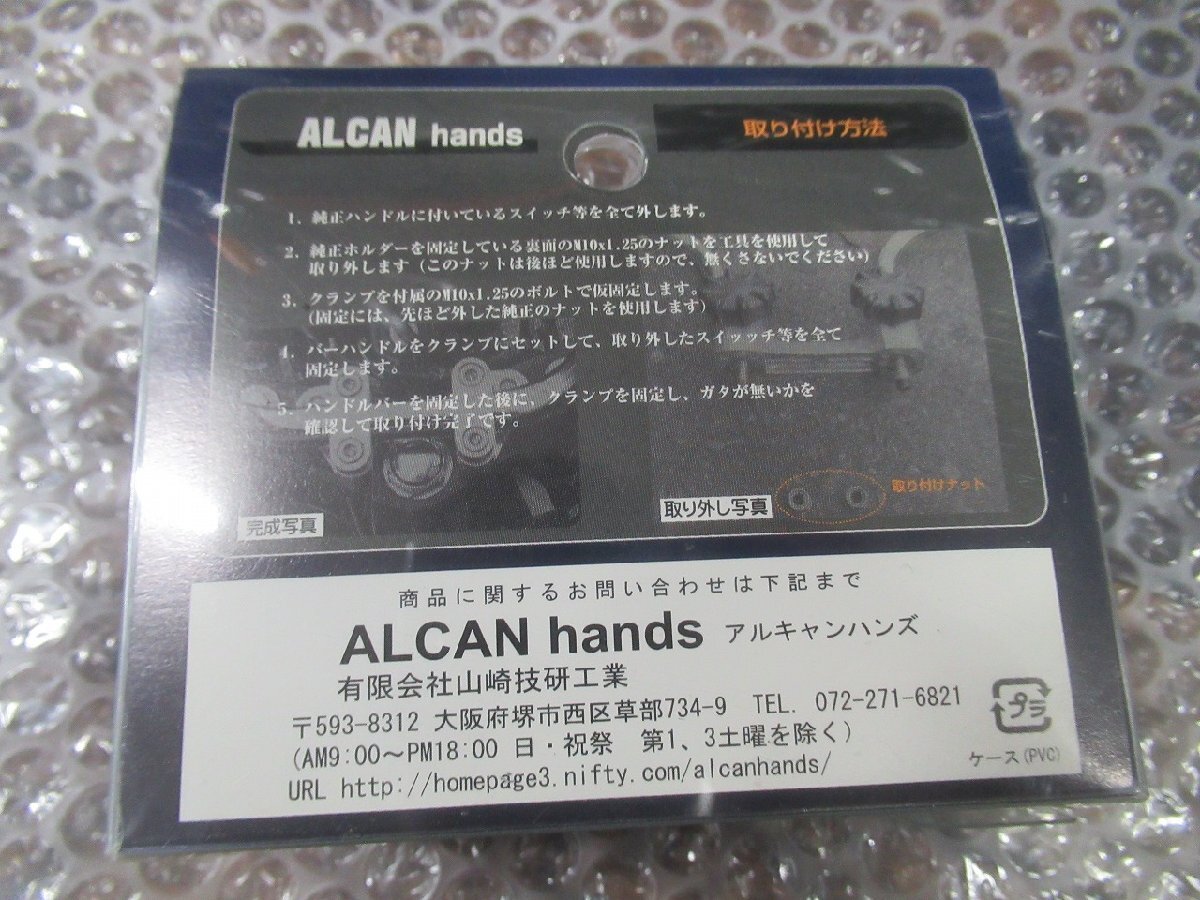 ALCAN hands
取り付け方法
1. 純正ハンドルに付いているスイッチ等を全て外します。
2. 純正ホルダーを固定している裏面のM10x1.25のナットを工具を使用して
取り外します(このナットは後ほど使用しますので、無くさないでください)
3. クランプを付属のM10x1.25のボルトで仮固定します。
(固定には、先ほど外した純正のナットを使用します)
4. バーハンドルをクランプにセットして、取り外したスイッッチ等を全て
固定します。
5. ハンドルバーを固定した後に、クランプを固定し、ガタが無いかを
確認して取り付け完了です。
完成写真
取り外し写真
取り付けナット
商品に関するお問い合わせは下記まで
ALCAN hands アルキャンハンズ
有限会社山崎技研工業
〒593-8312 大阪府堺市西区草部734-9 TEL. 072-271-6821
(AM9:00~PM18:00 日・祝祭 第1、3土曜を除く)
URL http://homepage3.nifty.com/alcanhands/
プラ
ケース(PVC)